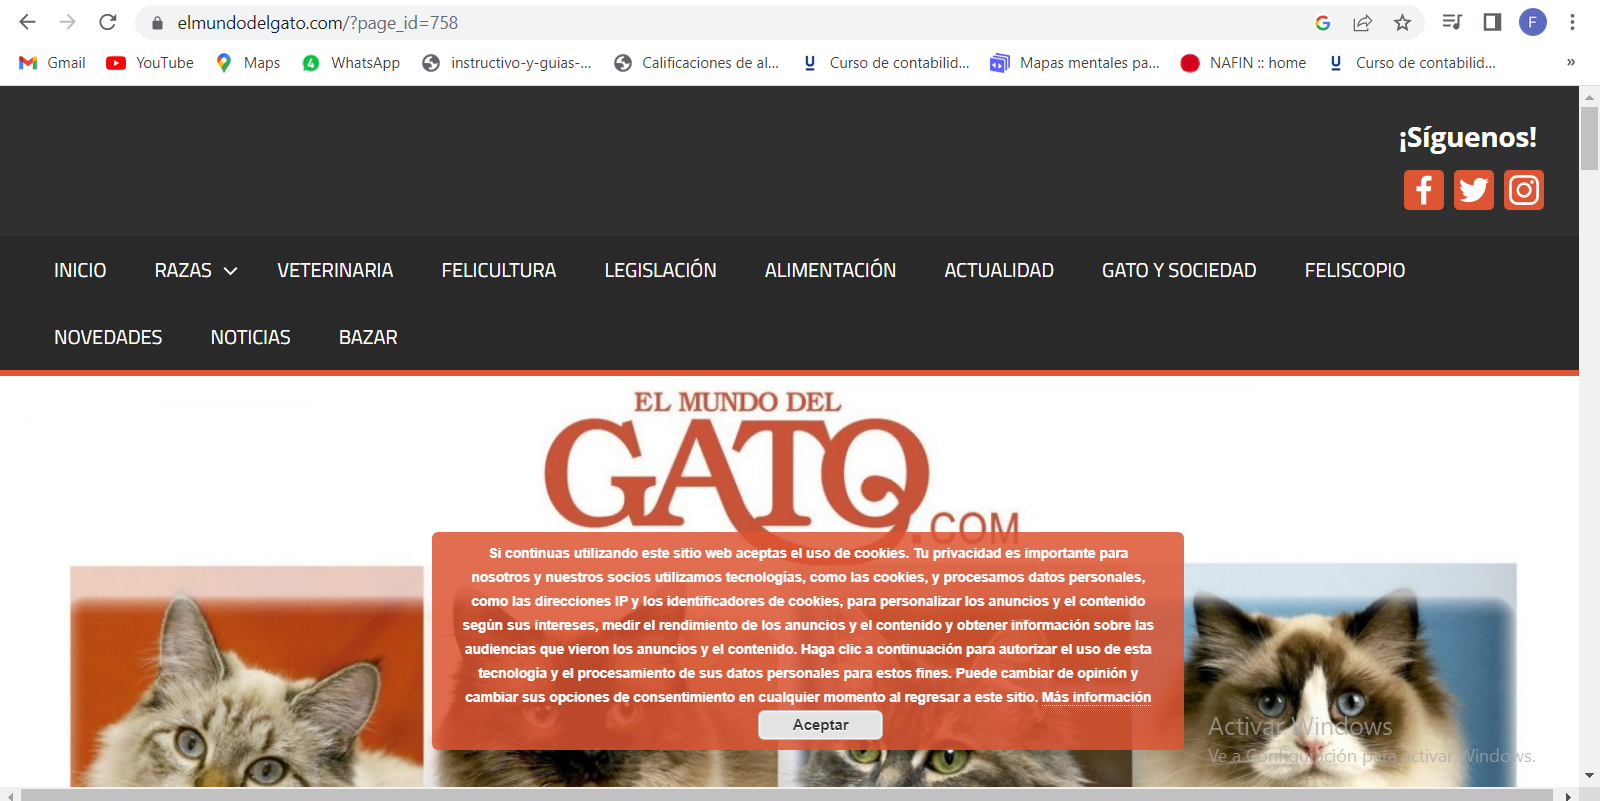 elmundodelgato.com/?page_id=758
F
Gmail YouTube Maps WhatsApp instructivo-y-guias-... Calificaciones de al... Curso de contabilid... Mapas mentales pa... NAFIN :: home Curso de contabilid... »
¡Síguenos!
INICIO RAZAS VETERINARIA FELICULTURA LEGISLACIÓN ALIMENTACIÓN ACTUALIDAD GATO Y SOCIEDAD FELISCOPIO
NOVEDADES NOTICIAS BAZAR
EL MUNDO DEL
GATO
.COM
Si continuas utilizando este sitio web aceptas el uso de cookies. Tu privacidad es importante para
nosotros y nuestros socios utilizamos tecnologías, como las cookies, y procesamos datos personales,
como las direcciones IP y los identificadores de cookies, para personalizar los anuncios y el contenido
según sus intereses, medir el rendimiento de los anuncios y el contenido y obtener información sobre las
audiencias que vieron los anuncios y el contenido. Haga clic a continuación para autorizar el uso de esta
tecnología y el procesamiento de sus datos personales para estos fines. Puede cambiar de opinión y
cambiar sus opciones de consentimiento en cualquier momento al regresar a este sitio. Más información
Aceptar
Activar Windows
Ve a Configuración para activar Windows.